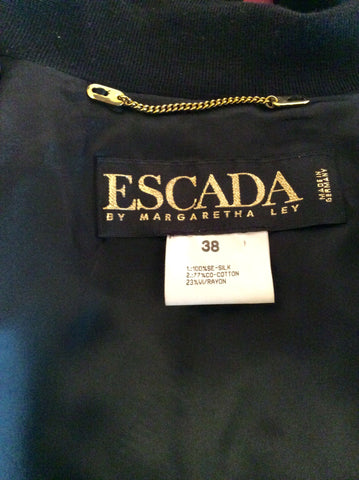 ESCADA
BY MARGARETHA LEY
MADE IN
GERMANY
38
1:100%SE-SILK
2:77%CO-COTTON
23%VI/RAYON